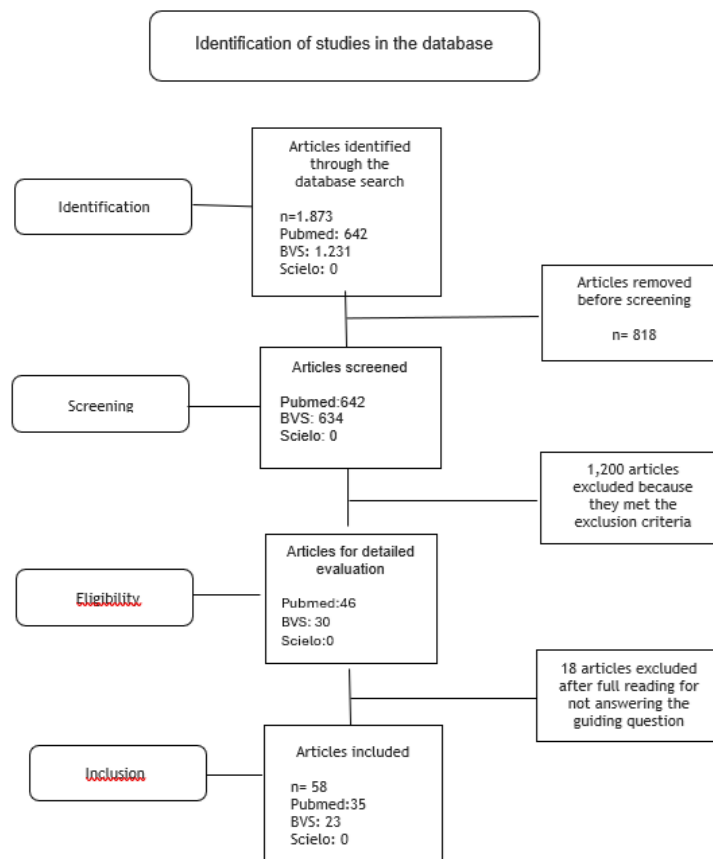 Identification of studies in the database
Articles identified
through the
database search
n=1.873
Pubmed: 642
BVS: 1.231
Scielo: 0
Identification
Articles removed
before screening
n= 818
Articles screened
Pubmed:642
BVS: 634
Scielo: 0
Screening
1,200 articles
excluded because
they met the
exclusion criteria
Articles for detailed
evaluation
Pubmed:46
BVS: 30
Scielo:0
Eligibility
18 articles excluded
after full reading for
not answering the
guiding question
Articles included
n= 58
Pubmed:35
BVS: 23
Scielo: 0
Inclusion